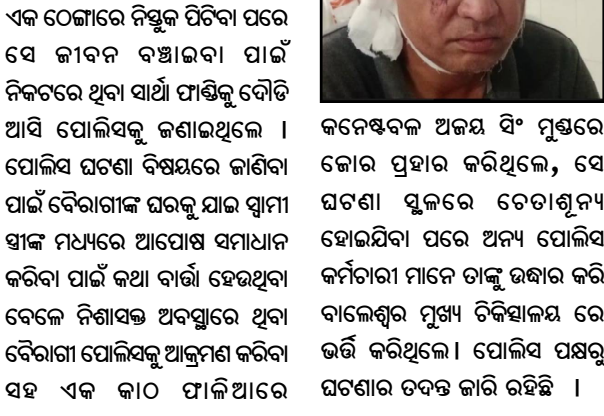 ଏକ ଠେଙ୍ଗାରେ ନିସ୍ତୁକ ପିଟିବା ପରେ
ସେ ଜୀବନ ବଞ୍ଚାଇବା ପାଇଁ
ନିକଟରେ ଥିବା ସାର୍ଥା ଫାଣ୍ଡିକୁ ଦୌଡି
ଆସି ପୋଲିସକୁ ଜଣାଇଥିଲେ ।
ପୋଲିସ ଘଟଣା ବିଷୟରେ ଜାଣିବା
ପାଇଁ ବୈରାଗୀଙ୍କ ଘରକୁ ଯାଇ ସ୍ୱାମୀ
ସ୍ତ୍ରୀଙ୍କ ମଧ୍ୟରେ ଆପୋଷ ସମାଧାନ
କରିବା ପାଇଁ କଥା ବାର୍ତ୍ତା ହେଉଥିବା
ବେଳେ ନିଶାସକ୍ତ ଅବସ୍ଥାରେ ଥିବା
ବୈରାଗୀ ପୋଲିସକୁ ଆକ୍ରମଣ କରିବା
ସହ ଏକ କାଠ ଫାଳିଆରେ
କନେଷ୍ଟବଳ ଅଜୟ ସିଂ ମୁଣ୍ଡରେ
ଜୋର ପ୍ରହାର କରିଥିଲେ, ସେ
ଘଟଣା ସ୍ଥଳରେ ଚେତାଶୂନ୍ୟ
ହୋଇଯିବା ପରେ ଅନ୍ୟ ପୋଲିସ
କର୍ମଚାରୀ ମାନେ ତାଙ୍କୁ ଉଦ୍ଧାର କରି
ବାଲେଶ୍ୱର ମୁଖ୍ୟ ଚିକିତ୍ସାଳୟ ରେ
ଭର୍ତ୍ତି କରିଥିଲେ। ପୋଲିସ ପକ୍ଷରୁ
ଘଟଣାର ତଦନ୍ତ ଜାରି ରହିଛି ।